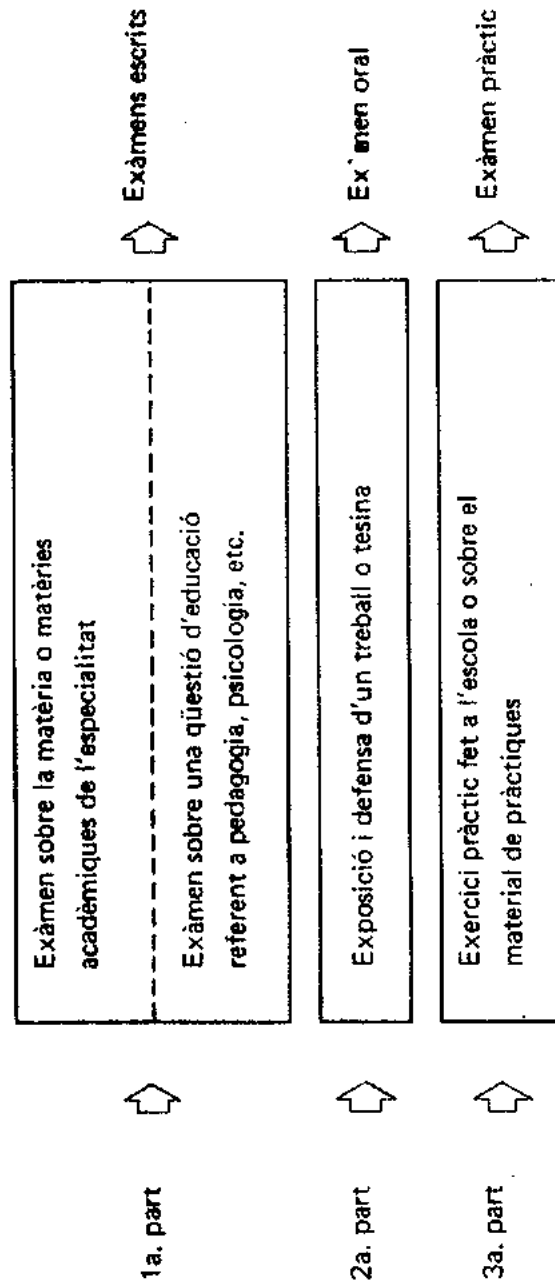 1a. part
Exàmen sobre la matèria o matèries
acadèmiques de l'especialitat
Exàmen sobre una qüestió d'educació
referent a pedagogia, psicologia, etc.
Exàmens escrits
2a. part
Exposició i defensa d'un treball o tesina
Ex`men oral
3a. part
Exercici pràctic fet a l'escola o sobre el
material de pràctiques
Exàmen pràctic